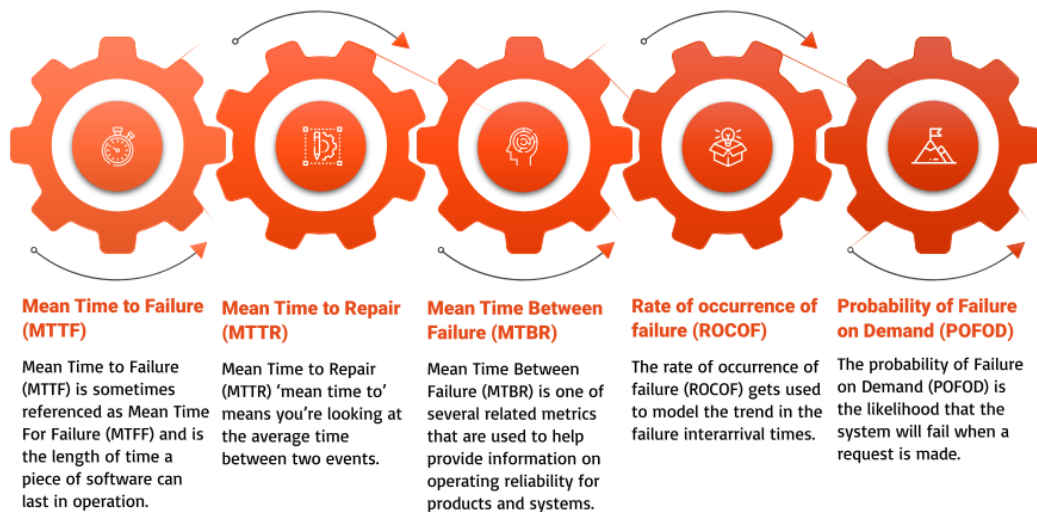 Mean Time to Failure
(MTTF)
Mean Time to Failure
(MTTF) is sometimes
referenced as Mean Time
For Failure (MTFF) and is
the length of time a
piece of software can
last in operation.
Mean Time to Repair
(MTTR)
Mean Time to Repair
(MTTR) ‘mean time to’
means you’re looking at
the average time
between two events.
Mean Time Between
Failure (MTBR)
Mean Time Between
Failure (MTBR) is one of
several related metrics
that are used to help
provide information on
operating reliability for
products and systems.
Rate of occurrence of
failure (ROCOF)
The rate of occurrence of
failure (ROCOF) gets used
to model the trend in the
failure interarrival times.
Probability of Failure
on Demand (POFOD)
The probability of Failure
on Demand (POFOD) is
the likelihood that the
system will fail when a
request is made.